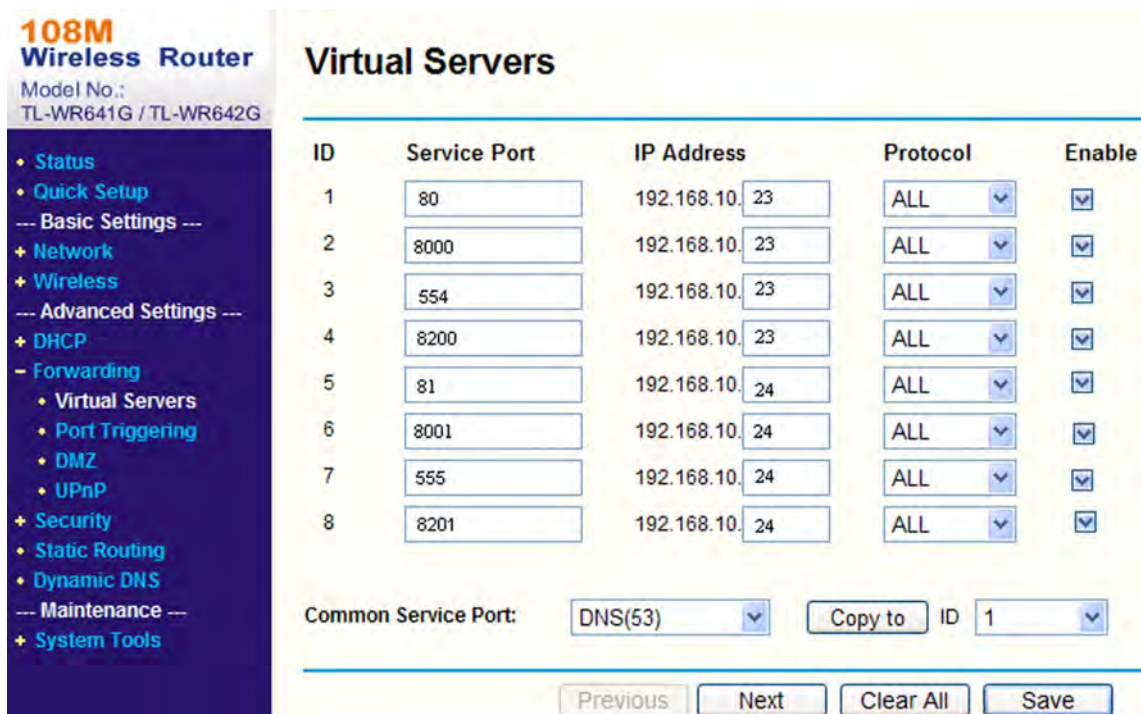 108M
Wireless Router
Model No.:
TL-WR641G / TL-WR642G
• Status
• Quick Setup
--- Basic Settings ---
+ Network
+ Wireless
--- Advanced Settings ---
+ DHCP
− Forwarding
• Virtual Servers
• Port Triggering
• DMZ
• UPnP
+ Security
• Static Routing
• Dynamic DNS
--- Maintenance ---
+ System Tools
Virtual Servers
ID Service Port IP Address Protocol Enable
1 80 192.168.10. 23 ALL
2 8000 192.168.10. 23 ALL
3 554 192.168.10. 23 ALL
4 8200 192.168.10. 23 ALL
5 81 192.168.10. 24 ALL
6 8001 192.168.10. 24 ALL
7 555 192.168.10. 24 ALL
8 8201 192.168.10. 24 ALL
Common Service Port: DNS(53) Copy to ID 1
Previous Next Clear All Save